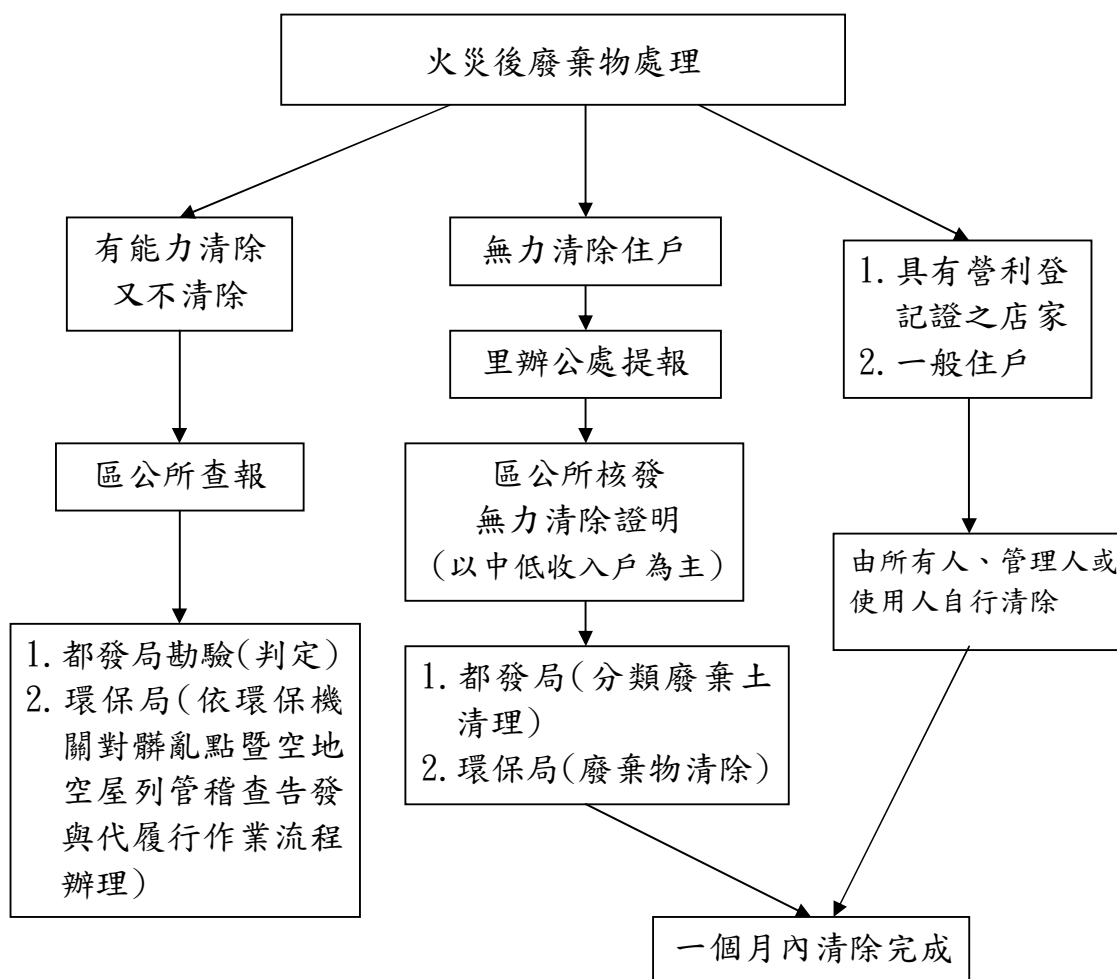 火災後廢棄物處理
有能力清除
又不清除
無力清除住戶
1. 具有營利登
記證之店家
2. 一般住戶
里辦公處提報
區公所查報
區公所核發
無力清除證明
(以中低收入戶為主)
由所有人、管理人或
使用人自行清除
1. 都發局勘驗(判定)
2. 環保局(依環保機
關對髒亂點暨空地
空屋列管稽查告發
與代履行作業流程
辦理)
1. 都發局(分類廢棄土
清理)
2. 環保局(廢棄物清除)
一個月內清除完成